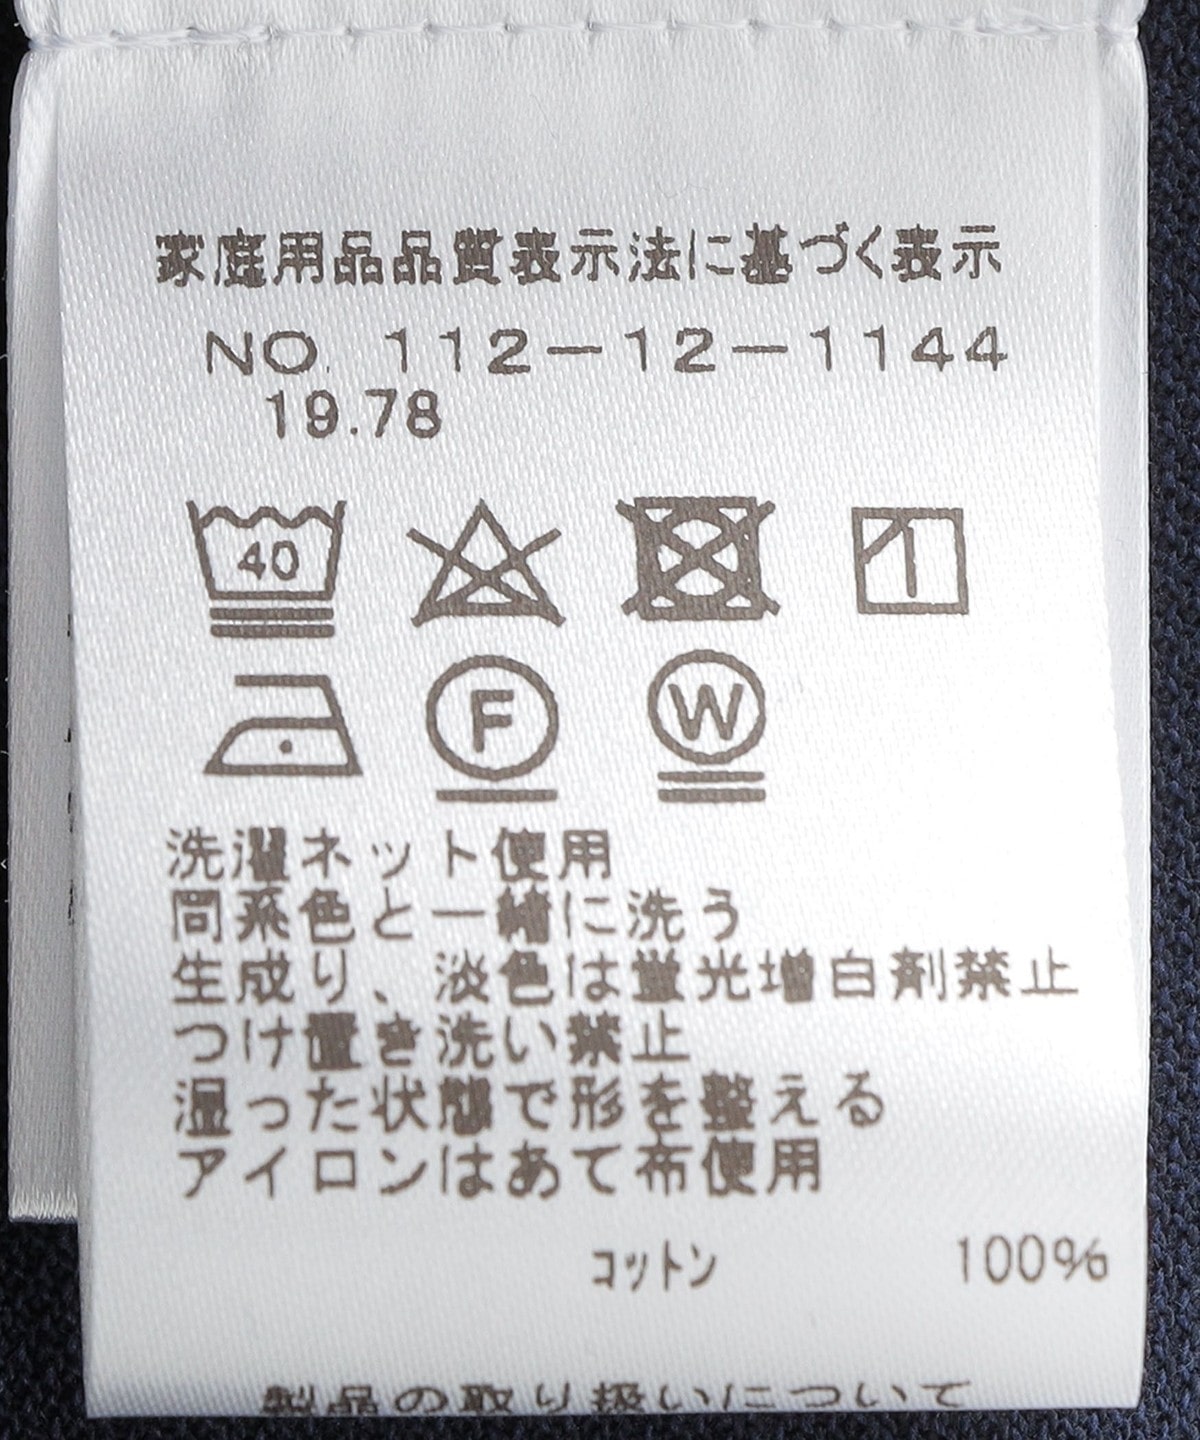 家庭用品品質表示法に基づく表示
NO. 112-12-1144
19.78
40
1
F
W
洗濯ネット使用
同系色と一緒に洗う
生成り、淡色は蛍光増白剤禁止
つけ置き洗い禁止
湿った状態で形を整える
アイロンはあて布使用
コットン 100%
製品の取り扱いについて